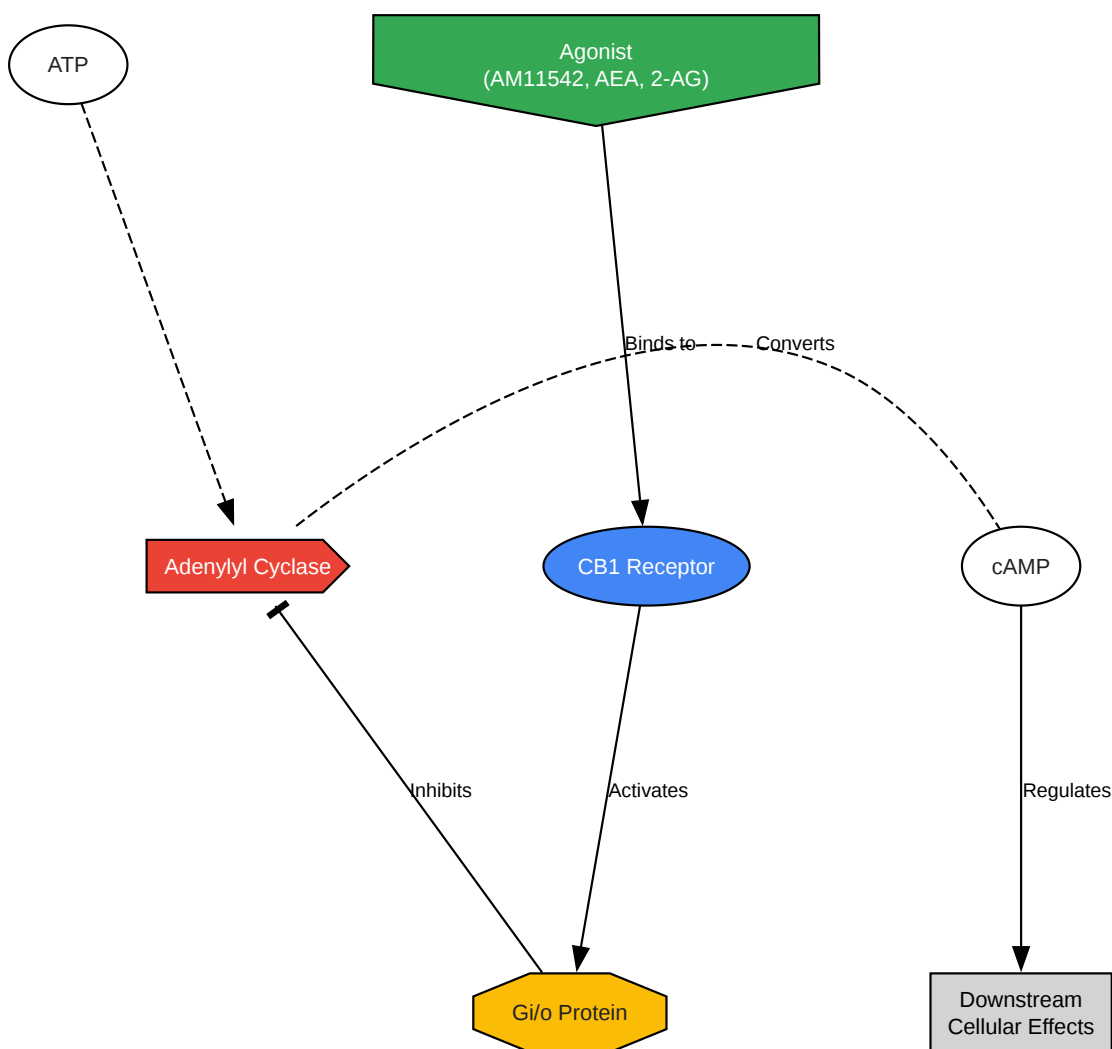 Agonist
(AM11542, AEA, 2-AG)
ATP
Binds to
Converts
Adenylyl Cyclase
CB1 Receptor
cAMP
Inhibits
Activates
Regulates
Gi/o Protein
Downstream
Cellular Effects